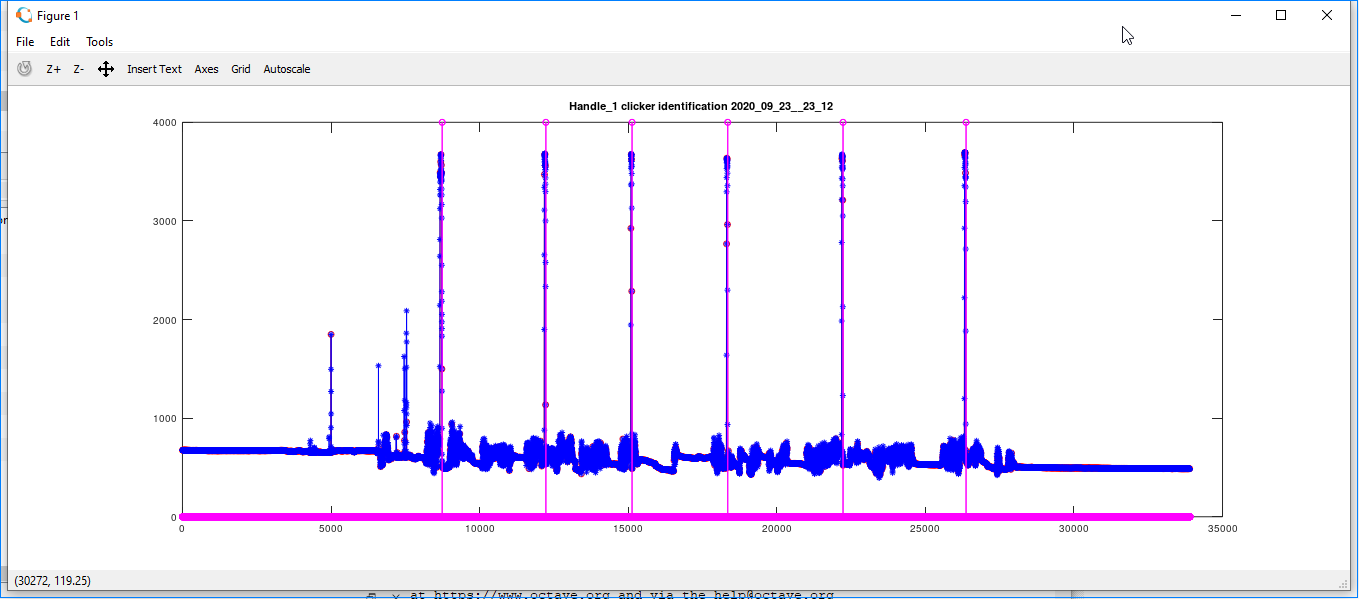 Figure 1
File Edit Tools
Z+ Z- Insert Text Axes Grid Autoscale
Handle_1 clicker identification 2020_09_23__23_12
4000
3000
2000
1000
0
0 5000 10000 15000 20000 25000 30000 35000
(30272, 119.25)
at https://www.octave.org and via the help@octave.org